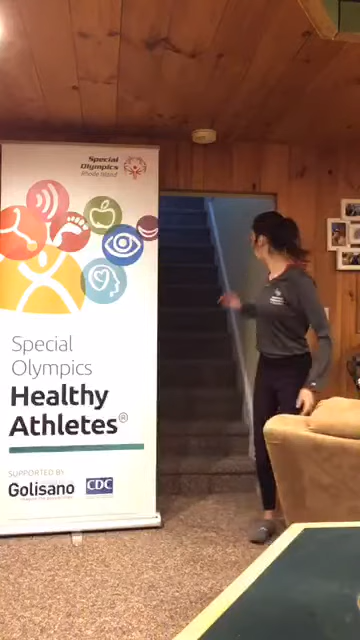 Special
Olympics
Rhode Island
Special
Olympics
Healthy
Athletes®
SUPPORTED BY
Golisano
CDC